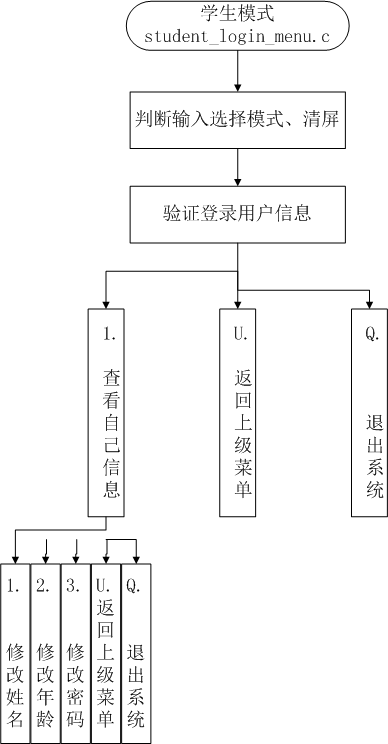 学生模式
student_login_menu.c
判断输入选择模式、清屏
验证登录用户信息
1. 查看自己信息
U. 返回上级菜单
Q. 退出系统
1. 修改姓名
2. 修改年龄
3. 修改密码
U. 返回上级菜单
Q. 退出系统